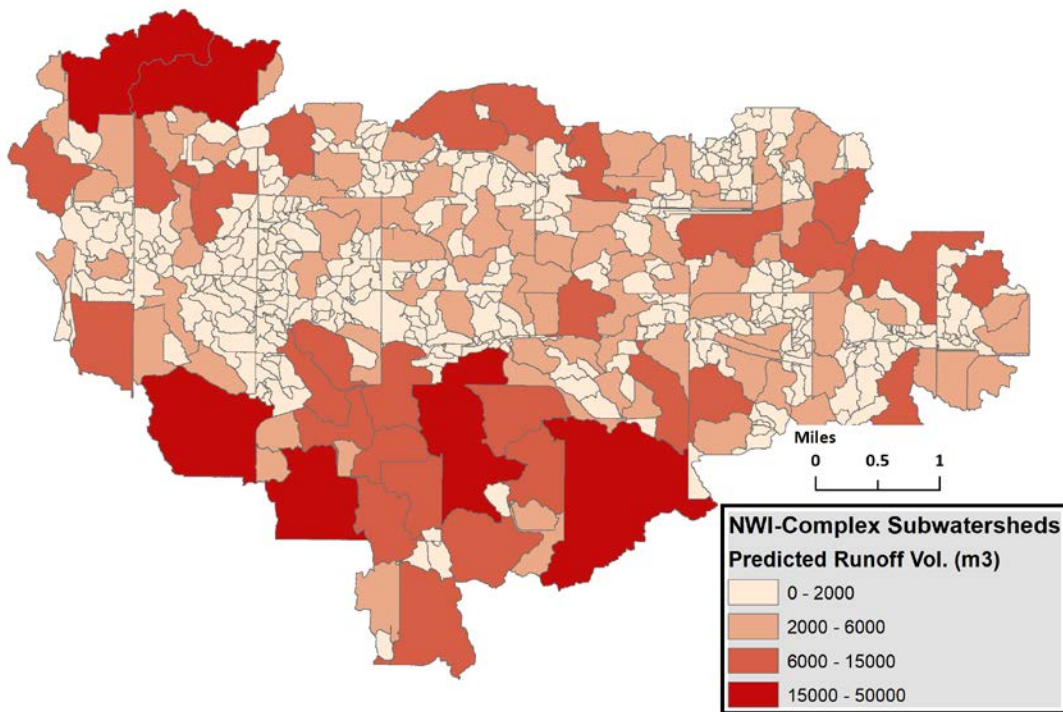 Miles
0 0.5 1
NWI-Complex Subwatersheds
Predicted Runoff Vol. (m3)
0 - 2000
2000 - 6000
6000 - 15000
15000 - 50000